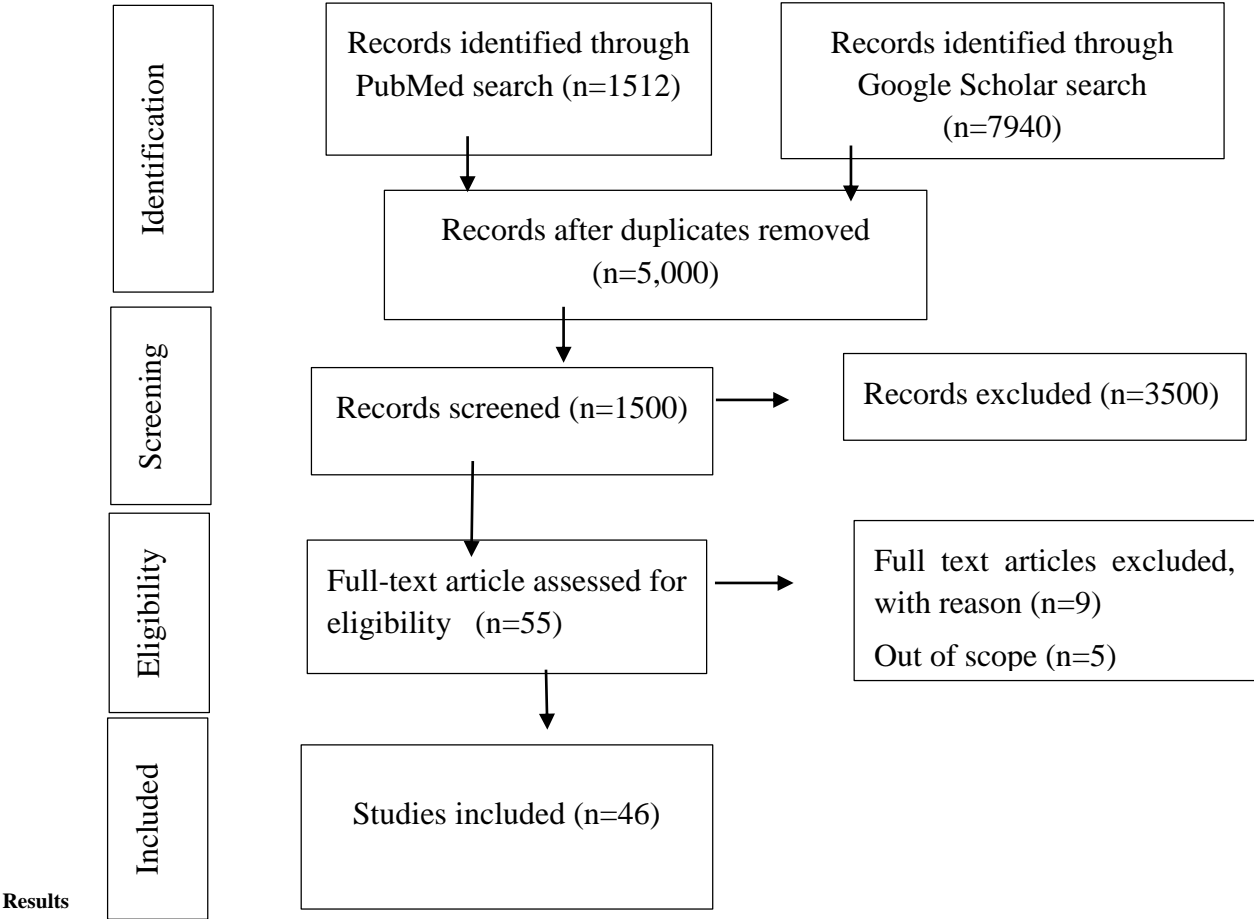 Identification
Records identified through
PubMed search (n=1512)
Records identified through
Google Scholar search
(n=7940)
Records after duplicates removed
(n=5,000)
Screening
Records screened (n=1500)
Records excluded (n=3500)
Eligibility
Full-text article assessed for
eligibility (n=55)
Full text articles excluded,
with reason (n=9)
Out of scope (n=5)
Included
Studies included (n=46)
Results